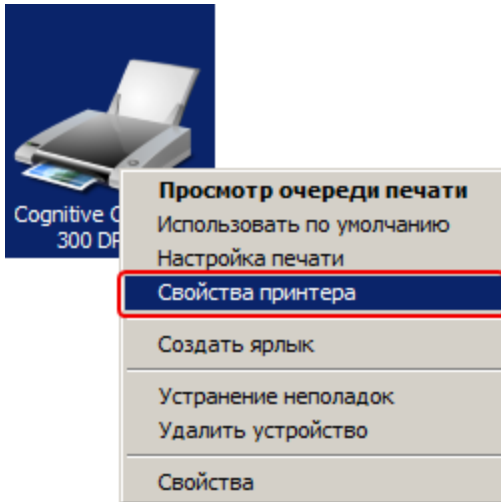 Cognitive
300
Просмотр очереди печати
Использовать по умолчанию
Настройка печати
Свойства принтера
Создать ярлык
Устранение неполадок
Удалить устройство
Свойства